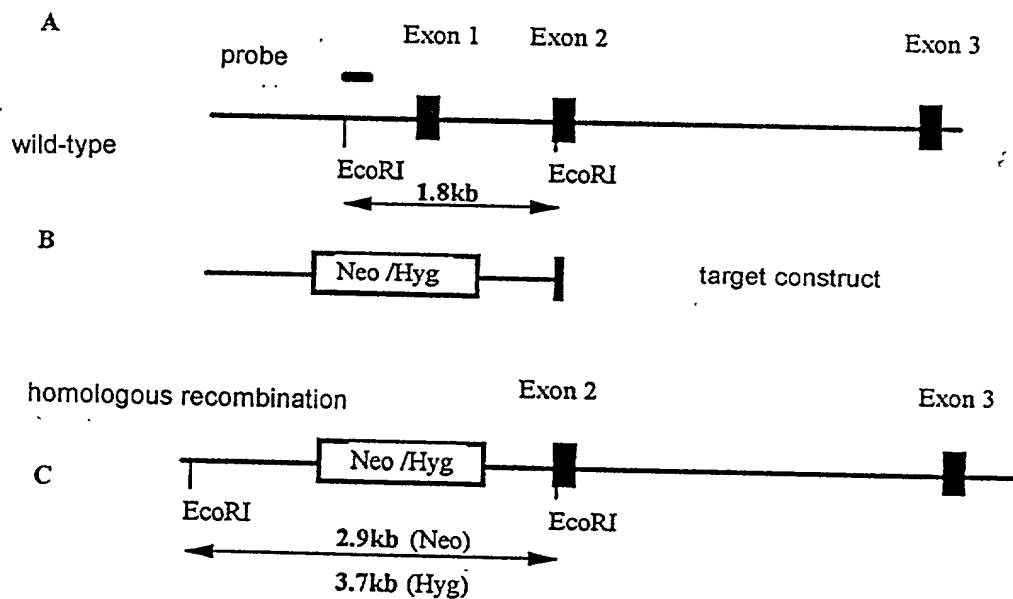 A
probe
Exon 1
Exon 2
Exon 3
wild-type
EcoRI
EcoRI
1.8kb
B
Neo /Hyg
target construct
homologous recombination
Exon 2
Exon 3
C
Neo /Hyg
EcoRI
EcoRI
2.9kb (Neo)
3.7kb (Hyg)